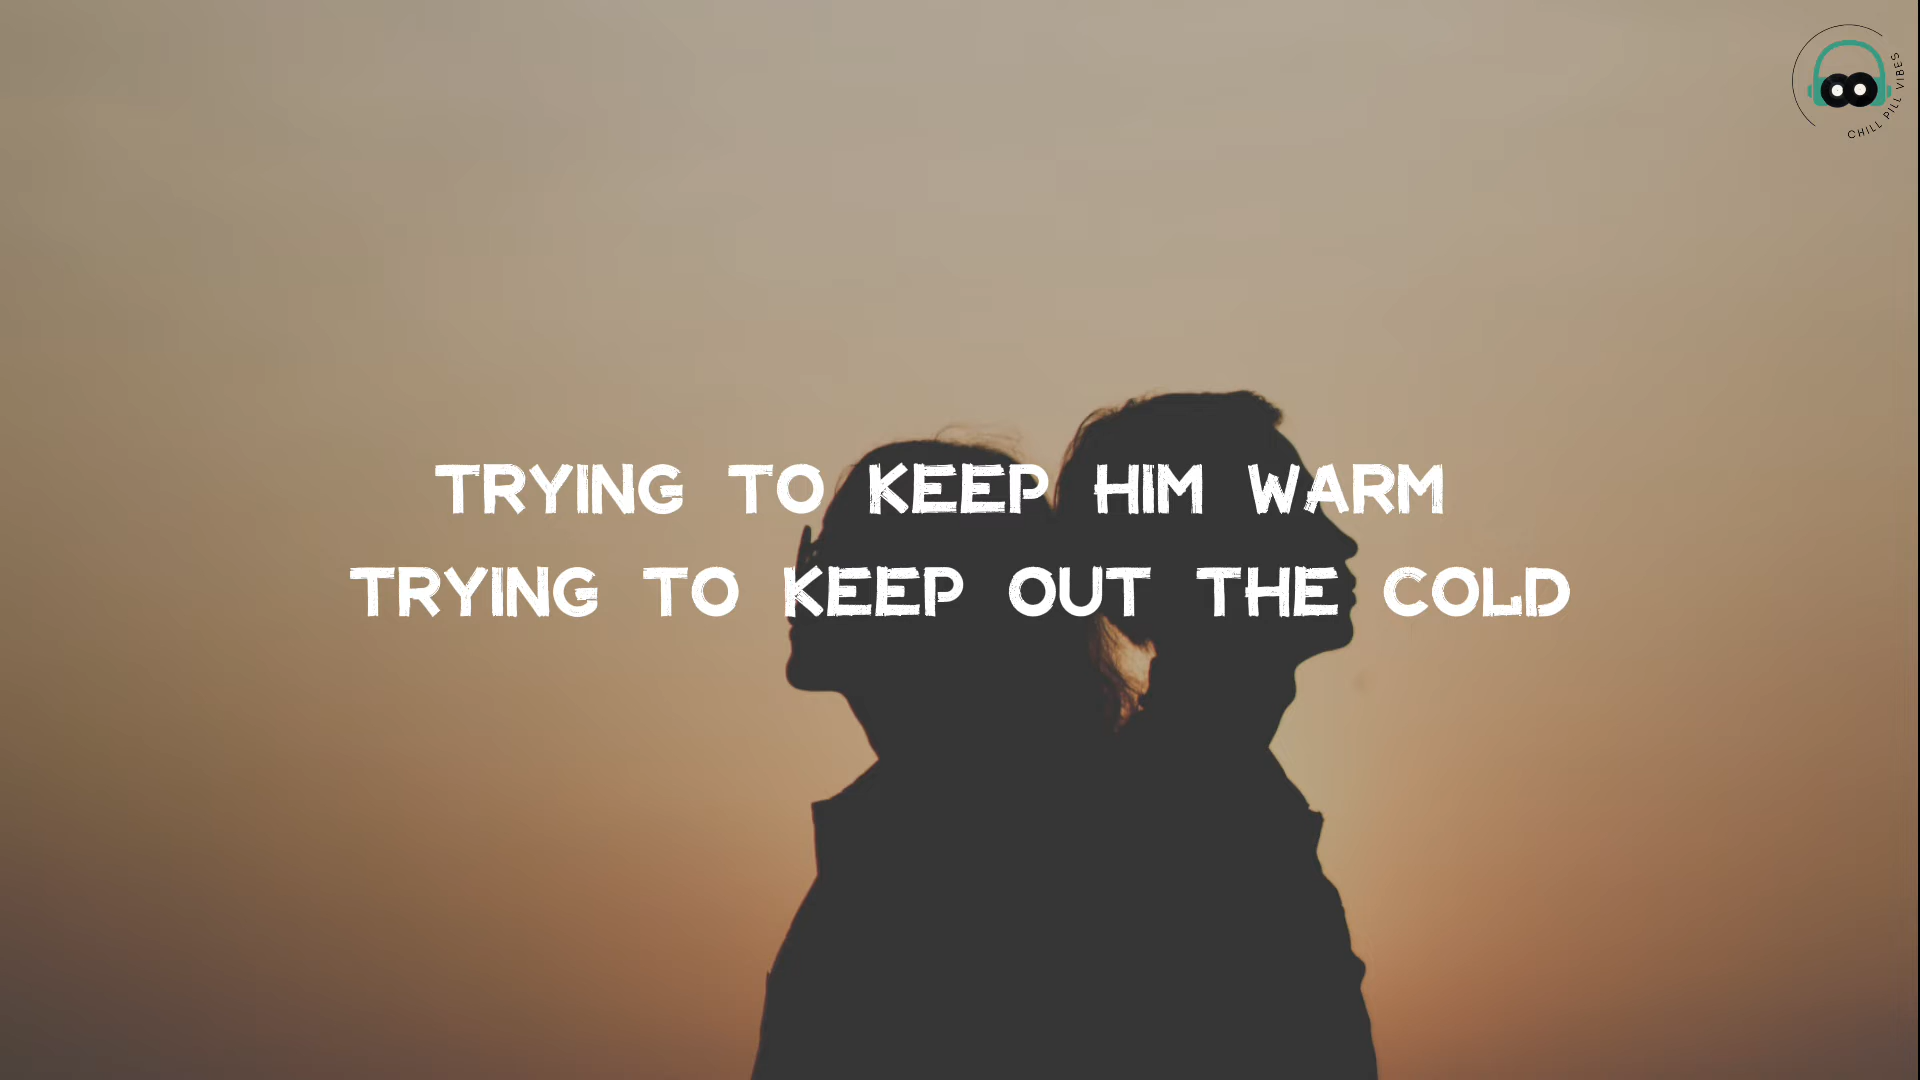 TRYING TO KEEP HIM WARM
TRYING TO KEEP OUT THE COLD
CHILL PILL VIBES